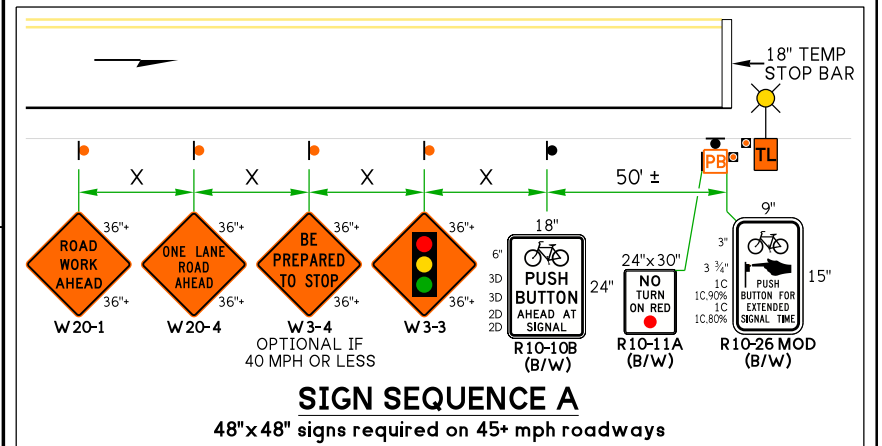 18" TEMP
STOP BAR
PB
TL
X
X
X
X
50' ±
36"+
36"+
ROAD
WORK
AHEAD
W20-1
36"+
36"+
ONE LANE
ROAD
AHEAD
W20-4
36"+
36"+
BE
PREPARED
TO STOP
W3-4
OPTIONAL IF
40 MPH OR LESS
36"+
36"+
W3-3
18"
6"
3D
3D
2D
2D
24"
PUSH
BUTTON
AHEAD AT
SIGNAL
R10-10B
(B/W)
24"x30"
NO
TURN
ON RED
R10-11A
(B/W)
9"
3"
3 ¾"
1C
1C,90%
1C
1C,80%
15"
PUSH
BUTTON FOR
EXTENDED
SIGNAL TIME
R10-26 MOD
(B/W)
SIGN SEQUENCE A
48"x48" signs required on 45+ mph roadways